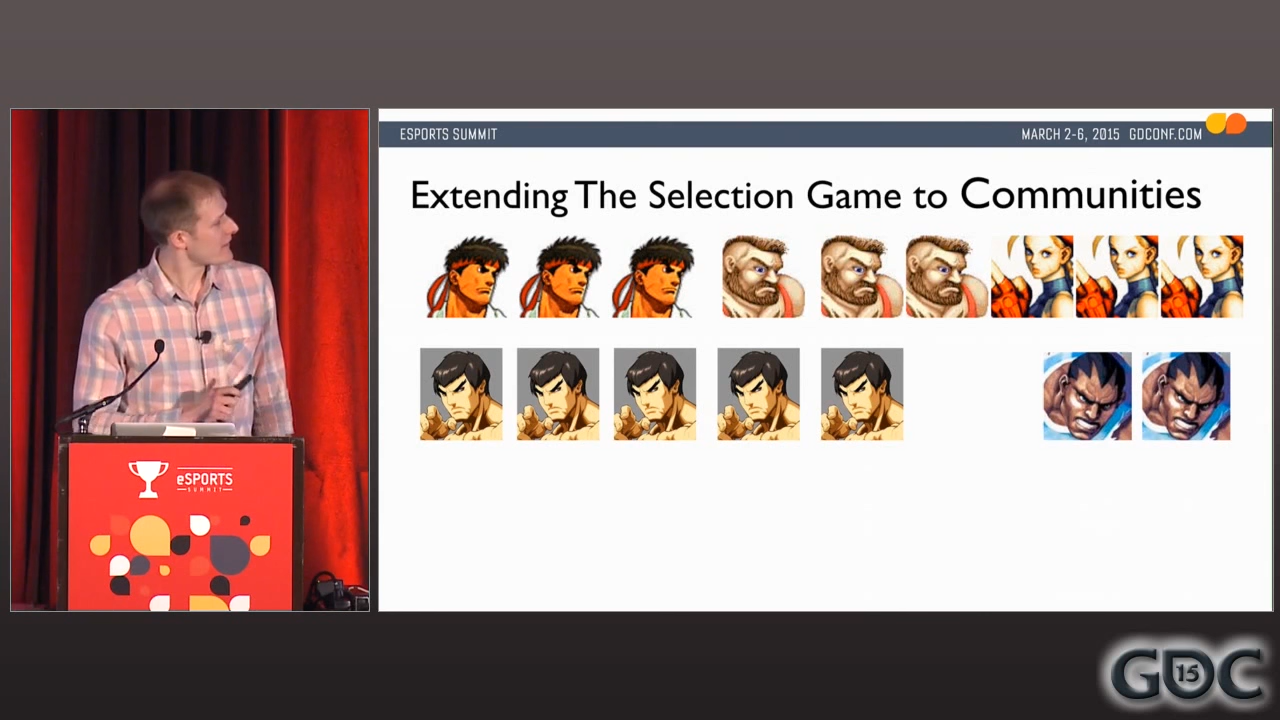 ESPORTS SUMMIT
MARCH 2-6, 2015 GDCONF.COM
Extending The Selection Game to Communities
eSPORTS
SUMMIT
GDC
15